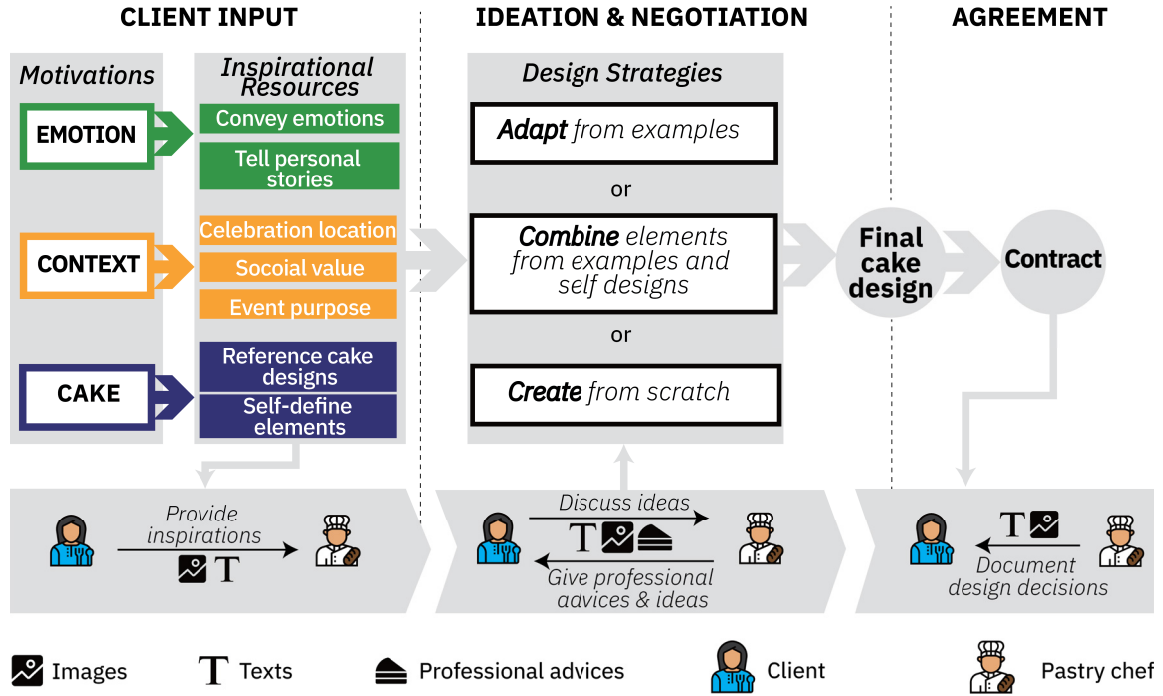 CLIENT INPUT
IDEATION & NEGOTIATION
AGREEMENT
Motivations
Inspirational
Resources
Design Strategies
EMOTION
Convey emotions
Tell personal
stories
CONTEXT
Celebration location
Socoial value
Event purpose
CAKE
Reference cake
designs
Self-define
elements
Adapt from examples
or
Combine elements
from examples and
self designs
or
Create from scratch
Final
cake
design
Contract
Provide
inspirations
T
Discuss ideas
T
Give professional
advices & ideas
T
Document
design decisions
Images
T Texts
Professional advices
Client
Pastry chef